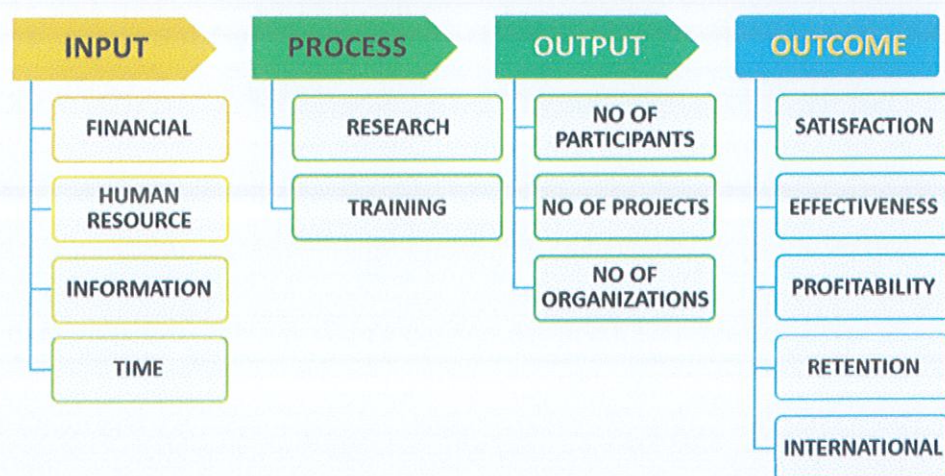 INPUT
FINANCIAL
HUMAN
RESOURCE
INFORMATION
TIME
PROCESS
RESEARCH
TRAINING
OUTPUT
NO OF
PARTICIPANTS
NO OF PROJECTS
NO OF
ORGANIZATIONS
OUTCOME
SATISFACTION
EFFECTIVENESS
PROFITABILITY
RETENTION
INTERNATIONAL